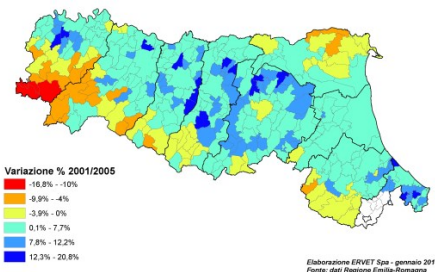 Variazione % 2001/2005
-16,8% - -10%
-9,9% - -4%
-3,9% - 0%
0,1% - 7,7%
7,8% - 12,2%
12,3% - 20,8%
Elaborazione ERVET Spa - gennaio 201
Fonte: dati Regione Emilia-Romagna